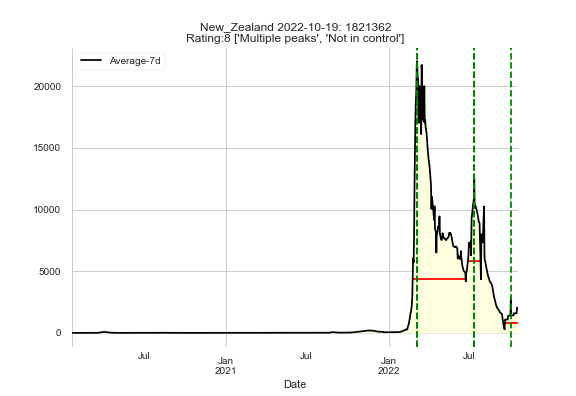 New_Zealand 2022-10-19: 1821362
Rating:8 ['Multiple peaks', 'Not in control']
Average-7d
20000
15000
10000
5000
0
Jul
Jan
2021
Jul
Jan
2022
Jul
Date